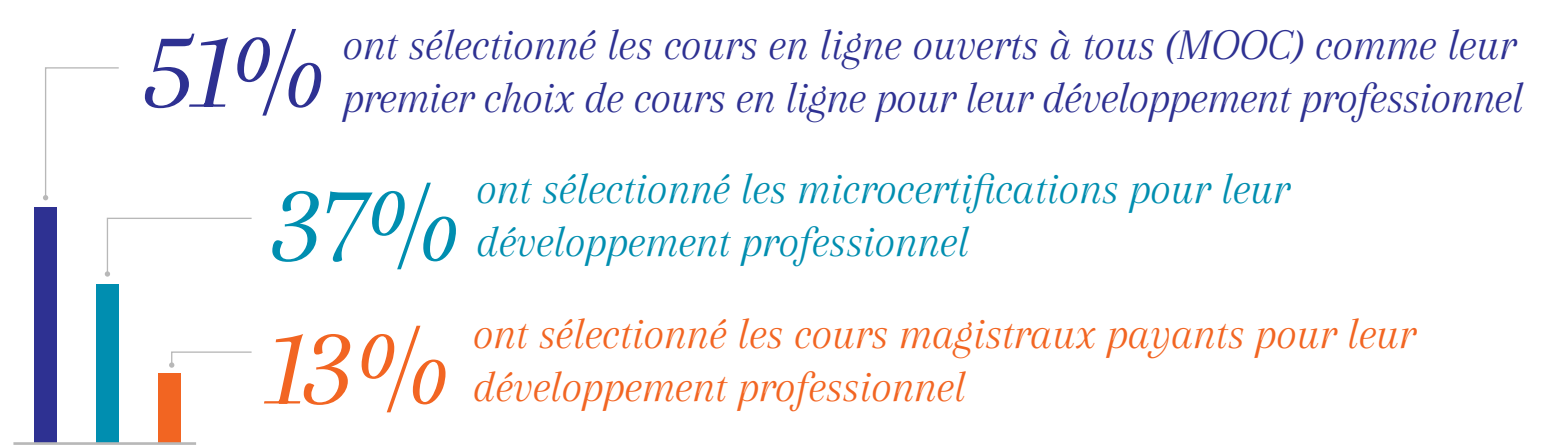 51% ont sélectionné les cours en ligne ouverts à tous (MOOC) comme leur
premier choix de cours en ligne pour leur développement professionnel
37% ont sélectionné les microcertifications pour leur
développement professionnel
13% ont sélectionné les cours magistraux payants pour leur
développement professionnel